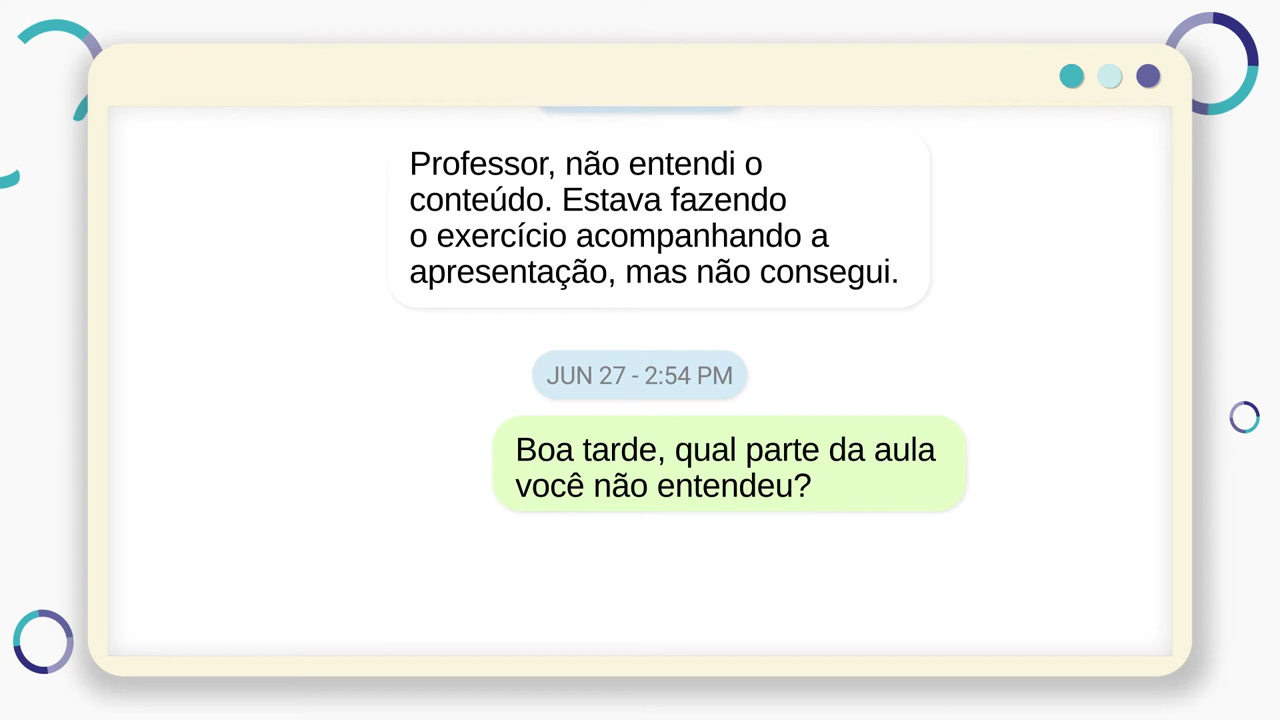 Professor, não entendi o
conteúdo. Estava fazendo
o exercício acompanhando a
apresentação, mas não consegui.
JUN 27 - 2:54 PM
Boa tarde, qual parte da aula
você não entendeu?